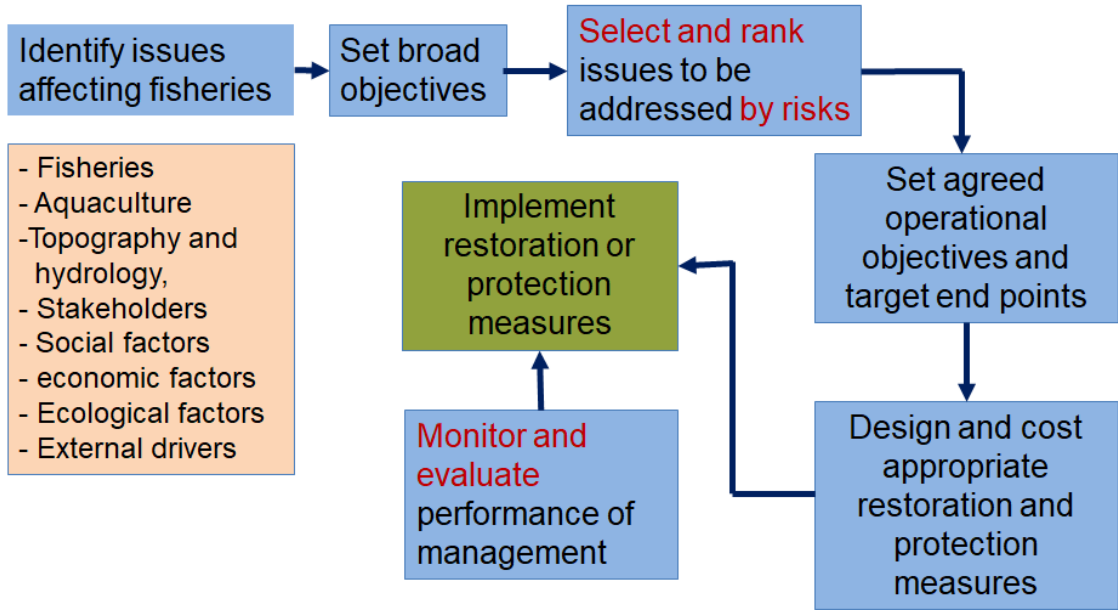 Identify issues
affecting fisheries
Set broad
objectives
Select and rank
issues to be
addressed by risks
- Fisheries
- Aquaculture
-Topography and
hydrology,
- Stakeholders
- Social factors
- economic factors
- Ecological factors
- External drivers
Set agreed
operational
objectives and
target end points
Implement
restoration or
protection
measures
Design and cost
appropriate
restoration and
protection
measures
Monitor and
evaluate
performance of
management